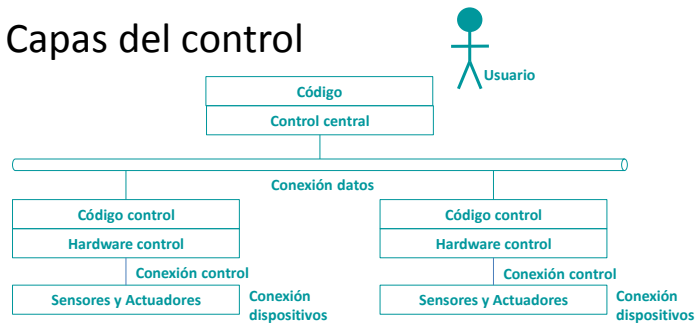 Capas del control
Usuario
Código
Control central
Conexión datos
Código control
Hardware control
Conexión control
Sensores y Actuadores
Conexión
dispositivos
Código control
Hardware control
Conexión control
Sensores y Actuadores
Conexión
dispositivos